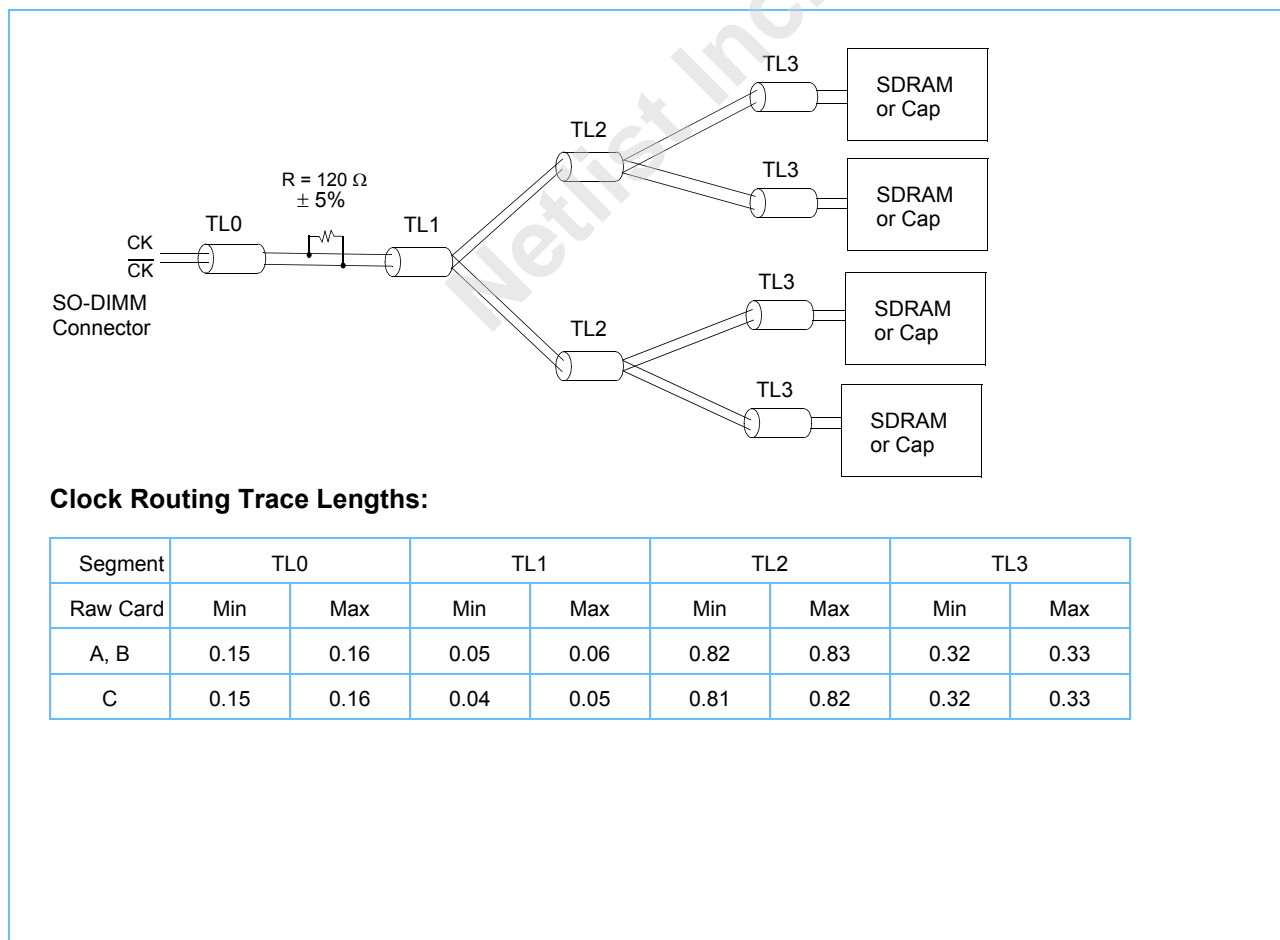 TL3
SDRAM
or Cap
TL2
TL3
SDRAM
or Cap
R = 120 Ω
± 5%
TL0
TL1
CK
CK
SO-DIMM
Connector
TL3
SDRAM
or Cap
TL2
TL3
SDRAM
or Cap
Netlist Inc.
Clock Routing Trace Lengths:
Segment TL0 TL1 TL2 TL3
Raw Card Min Max Min Max Min Max Min Max
A, B 0.15 0.16 0.05 0.06 0.82 0.83 0.32 0.33
C 0.15 0.16 0.04 0.05 0.81 0.82 0.32 0.33